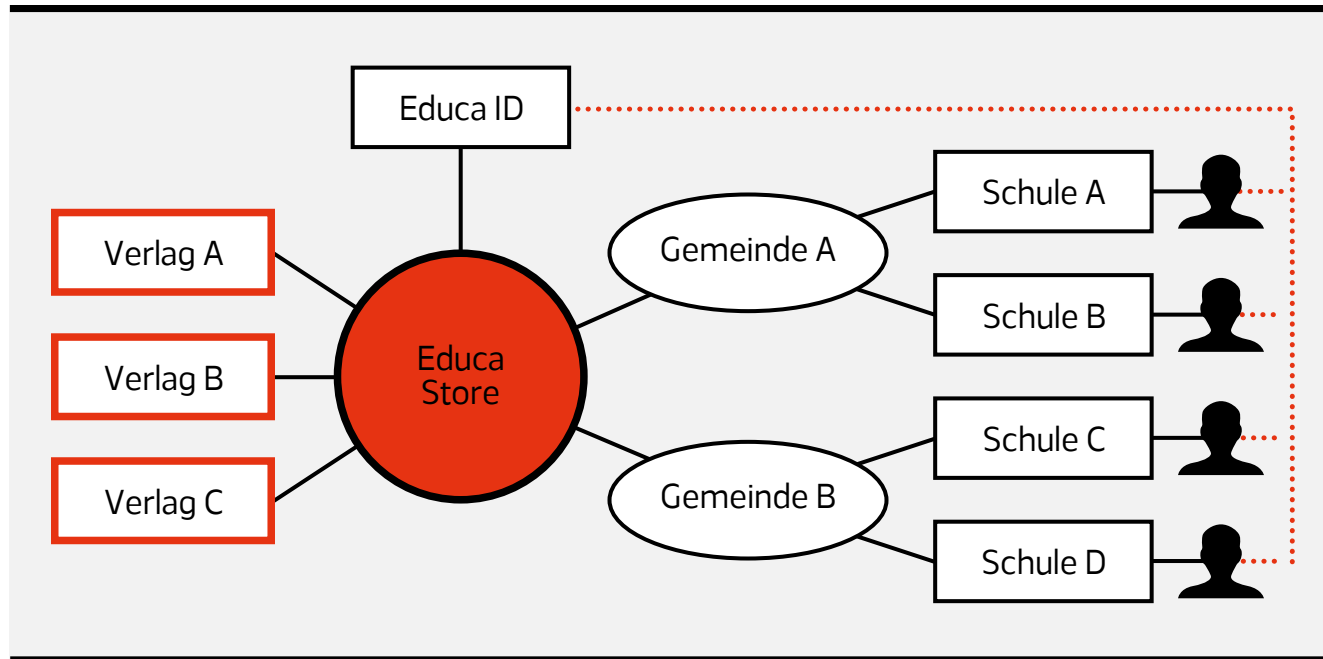 Educa ID
Verlag A
Verlag B
Verlag C
Educa
Store
Gemeinde A
Gemeinde B
Schule A
Schule B
Schule C
Schule D